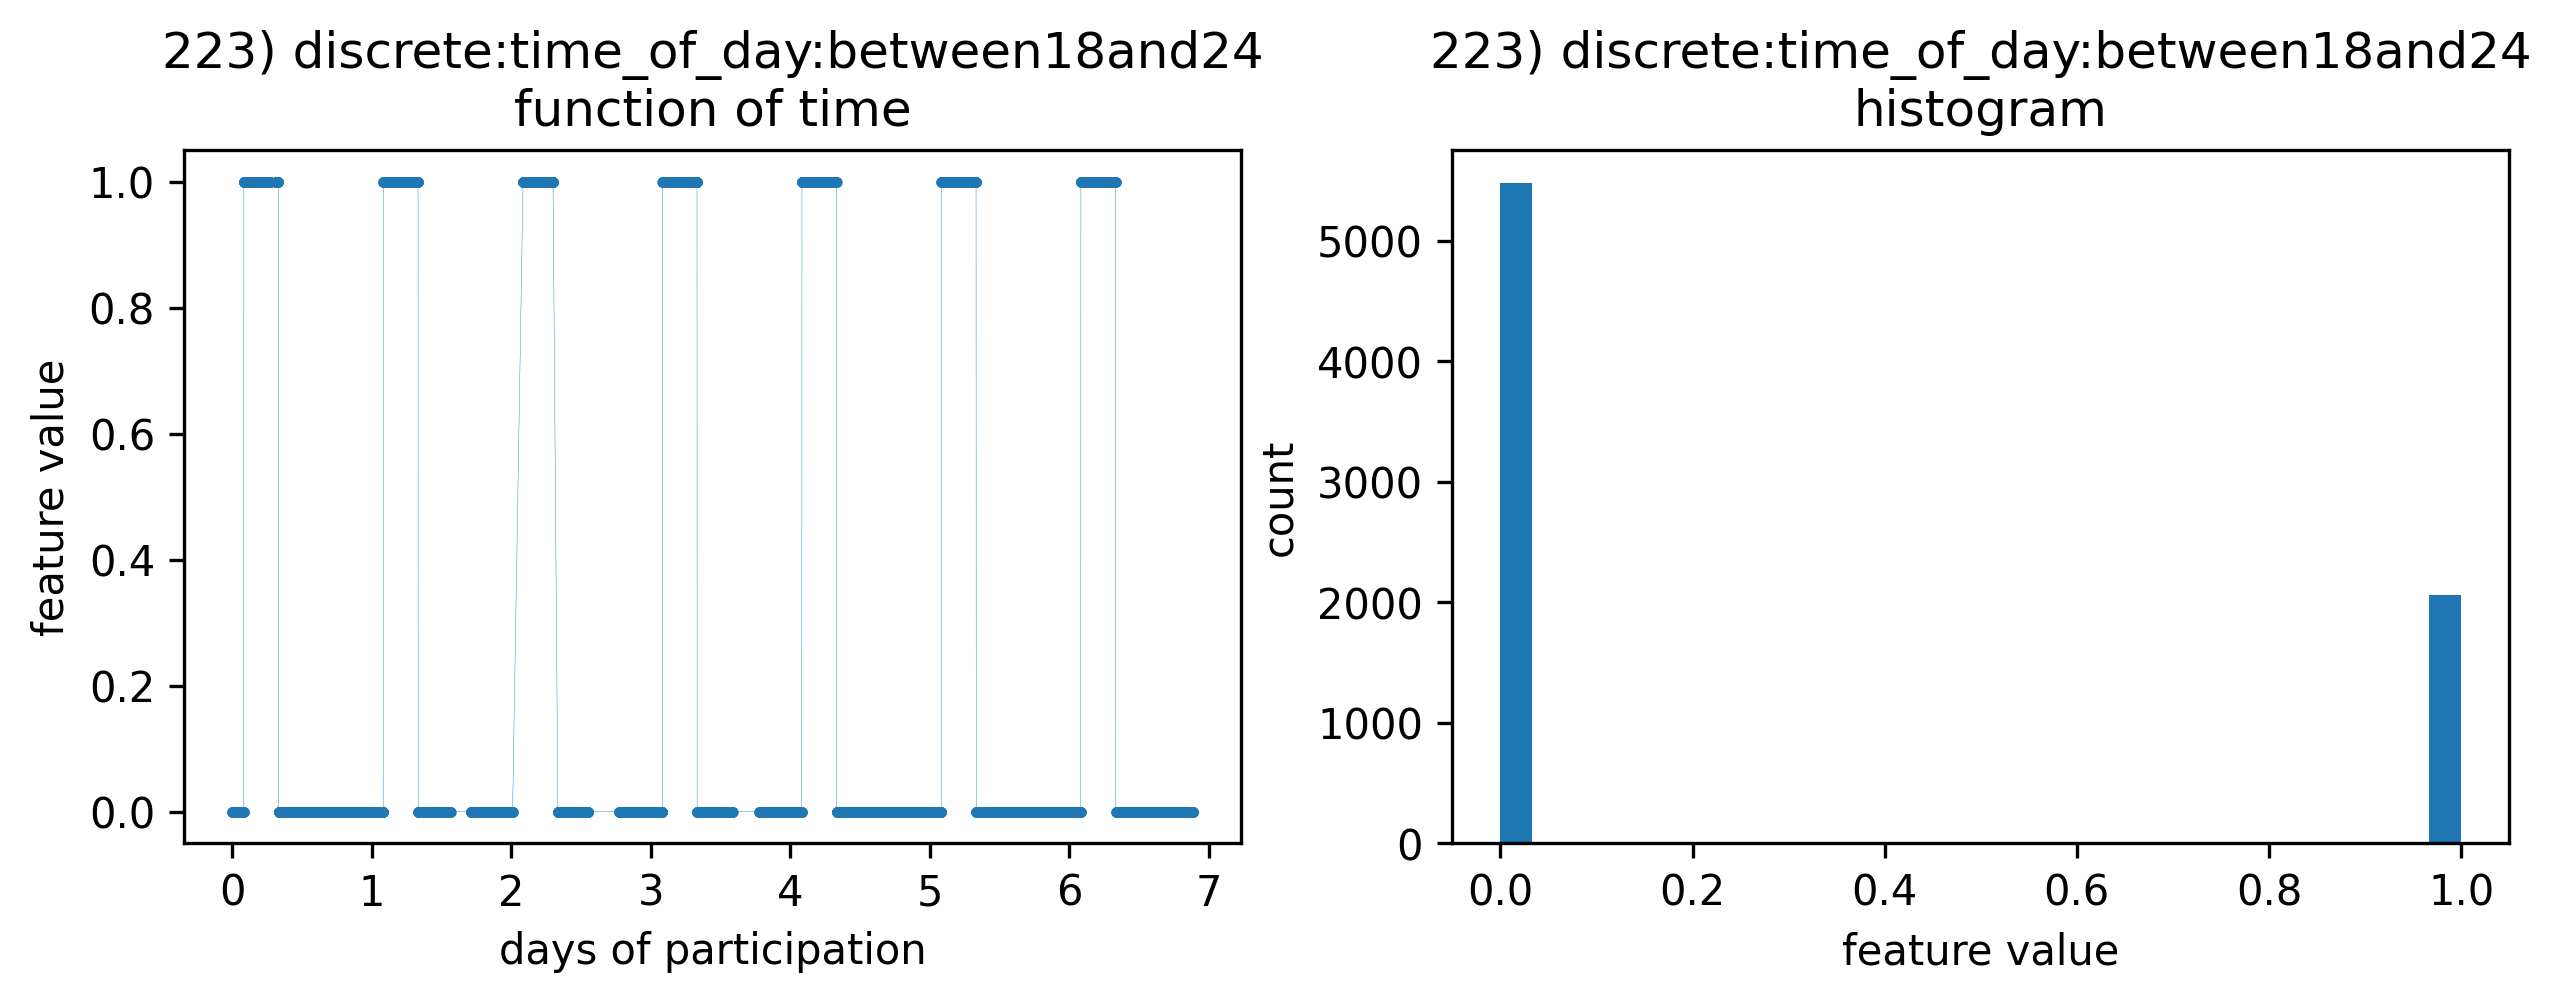 223) discrete:time_of_day:between18and24
function of time
1.0
0.8
0.6
0.4
0.2
0.0
feature value
0 1 2 3 4 5 6 7
days of participation
223) discrete:time_of_day:between18and24
histogram
5000
4000
3000
2000
1000
0
count
0.0 0.2 0.4 0.6 0.8 1.0
feature value